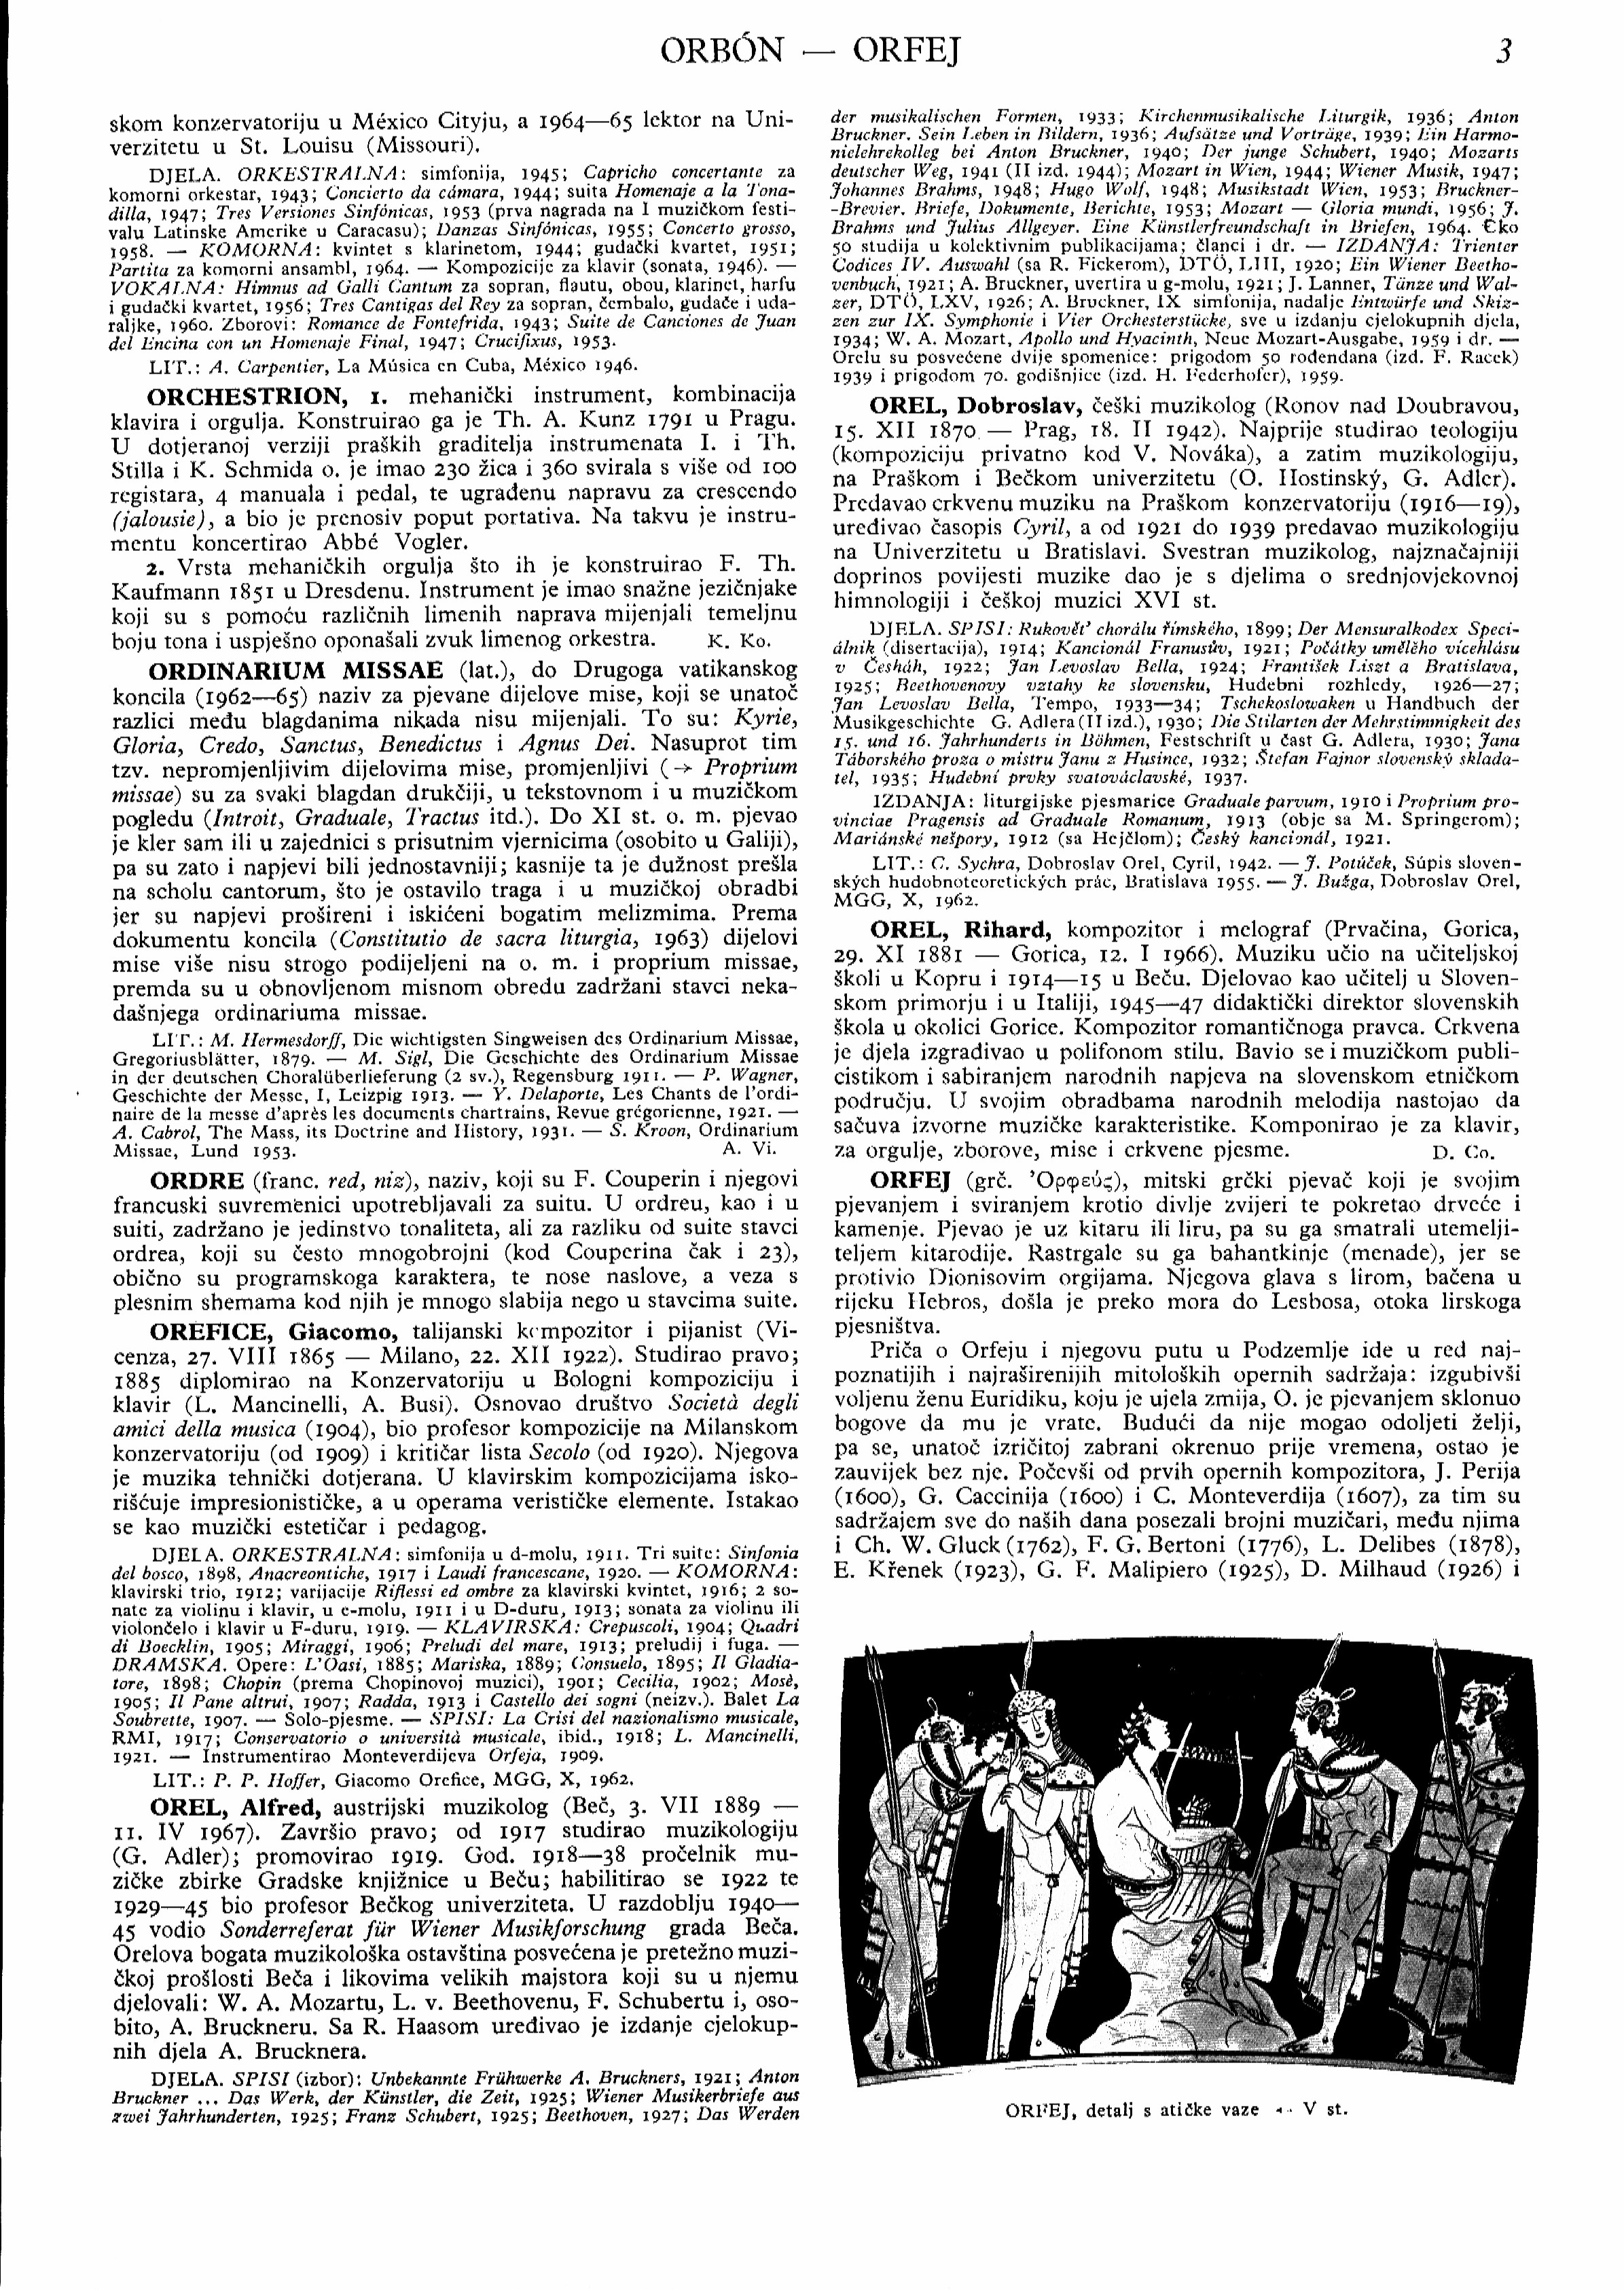 ORBÓN — ORFEJ
3
skom konzervatoriju u México Cityju, a 1964—65 lektor na Uni-
verzitetu u St. Louisu (Missouri).
DJELA. ORKESTRALNA: simfonija, 1945; Capricho concertante za
komorni orkestar, 1943; Concierto da cámara, 1944; suita Homenaje a la Tona-
dilla, 1947; Tres Versiones Sinfónicas, 1953 (prva nagrada na I muzičkom festi-
valu Latinske Amerike u Caracasu); Danzas Sinfónicas, 1955; Concerto grosso,
1958. — KOMORNA: kvintet s klarinetom, 1944; gudački kvartet, 1951;
Partita za komorni ansambl, 1964. — Kompozicije za klavir (sonata, 1946). —
VOKALNA: Himnus ad Galli Cantum za sopran, flautu, obou, klarinet, harfu
i gudački kvartet, 1956; Tres Cantigas del Rey za sopran, čembalo, gudače i uda-
raljke, 1960. Zborovi: Romance de Fontefrida, 1943; Suite de Canciones de Juan
del Encina con un Homenaje Final, 1947; Crucifixus, 1953.
LIT.: A. Carpentier, La Música en Cuba, México 1946.
ORCHESTRION, 1. mehanički instrument, kombinacija
klavira i orgulja. Konstruirao ga je Th. A. Kunz 1791 u Pragu.
U dotjeranoj verziji praških graditelja instrumenata I. i Th.
Stilla i K. Schmida o. je imao 230 žica i 360 svirala s više od 100
registara, 4 manuala i pedal, te ugrađenu napravu za crescendo
(jalousie), a bio je prenosiv poput portativa. Na takvu je instru-
mentu koncertirao Abbé Vogler.
2. Vrsta mehaničkih orgulja što ih je konstruirao F. Th.
Kaufmann 1851 u Dresdenu. Instrument je imao snažne jezičnjake
koji su s pomoću različnih limenih naprava mijenjali temeljnu
boju tona i uspješno oponašali zvuk limenog orkestra. K. Ko.
ORDINARIUM MISSAE (lat.), do Drugoga vatikanskog
koncila (1962—65) naziv za pjevane dijelove mise, koji se unatoč
razlici među blagdanima nikada nisu mijenjali. To su: Kyrie,
Gloria, Credo, Sanctus, Benedictus i Agnus Dei. Nasuprot tim
tzv. nepromjenljivim dijelovima mise, promjenljivi (→ Proprium
missae) su za svaki blagdan drukčiji, u tekstovnom i u muzičkom
pogledu (Introit, Graduale, Tractus itd.). Do XI st. o. m. pjevao
je kler sam ili u zajednici s prisutnim vjernicima (osobito u Galiji),
pa su zato i napjevi bili jednostavniji; kasnije ta je dužnost prešla
na scholu cantorum, što je ostavilo traga i u muzičkoj obradbi
jer su napjevi prošireni i iskićeni bogatim melizmima. Prema
dokumentu koncila (Constitutio de sacra liturgia, 1963) dijelovi
mise više nisu strogo podijeljeni na o. m. i proprium missae,
premda su u obnovljenom misnom obredu zadržani stavci neka-
dašnjega ordinariuma missae.
LIT.: M. Hermesdorff, Die wichtigsten Singweisen des Ordinarium Missae,
Gregoriusblätter, 1879. — M. Sigl, Die Geschichte des Ordinarium Missae
in der deutschen Choralüberlieferung (2 sv.), Regensburg 1911. — P. Wagner,
Geschichte der Messe, I, Leizpig 1913. — Y. Delaporte, Les Chants de l'ordi-
naire de la messe d'après les documents chartrains, Revue grégorienne, 1921. —
A. Cabrol, The Mass, its Doctrine and History, 1931. — S. Kroon, Ordinarium
Missae, Lund 1953. A. Vi.
ORDRE (franc. red, niz), naziv, koji su F. Couperin i njegovi
francuski suvremenici upotrebljavali za suitu. U ordreu, kao i u
suiti, zadržano je jedinstvo tonaliteta, ali za razliku od suite stavci
ordrea, koji su često mnogobrojni (kod Couperina čak i 23),
obično su programskoga karaktera, te nose naslove, a veza s
plesnim shemama kod njih je mnogo slabija nego u stavcima suite.
OREFICE, Giacomo, talijanski kompozitor i pijanist (Vi-
cenza, 27. VIII 1865 — Milano, 22. XII 1922). Studirao pravo;
1885 diplomirao na Konzervatoriju u Bologni kompoziciju i
klavir (L. Mancinelli, A. Busi). Osnovao društvo Società degli
amici della musica (1904), bio profesor kompozicije na Milanskom
konzervatoriju (od 1909) i kritičar lista Secolo (od 1920). Njegova
je muzika tehnički dotjerana. U klavirskim kompozicijama isko-
rišćuje impresionističke, a u operama verističke elemente. Istakao
se kao muzički estetičar i pedagog.
DJELA. ORKESTRALNA: simfonija u d-molu, 1911. Tri suite: Sinfonia
del bosco, 1898, Anacreontiche, 1917 i Laudi francescane, 1920. — KOMORNA:
klavirski trio, 1912; varijacije Riflessi ed ombre za klavirski kvintet, 1916; 2 so-
nate za violinu i klavir, u e-molu, 1911 i u D-duru, 1913; sonata za violinu ili
violončelo i klavir u F-duru, 1919. — KLAVIRSKA: Crepuscoli, 1904; Quadri
di Boecklin, 1905; Miraggi, 1906; Preludi del mare, 1913; preludij i fuga. —
DRAMSKA. Opere: L'Oasi, 1885; Mariska, 1889; Consuelo, 1895; Il Gladia-
tore, 1898; Chopin (prema Chopinovoj muzici), 1901; Cecilia, 1902; Mosè,
1905; Il Pane altrui, 1907; Radda, 1913 i Castello dei sogni (neizv.). Balet La
Soubrette, 1907. — Solo-pjesme. — SPISI: La Crisi del nazionalismo musicale,
RMI, 1917; Conservatorio o università musicale, ibid., 1918; L. Mancinelli,
1921. — Instrumentirao Monteverdijeva Orfeja, 1909.
LIT.: P. P. Hoffer, Giacomo Orefice, MGG, X, 1962.
OREL, Alfred, austrijski muzikolog (Beč, 3. VII 1889 —
11. IV 1967). Završio pravo; od 1917 studirao muzikologiju
(G. Adler); promovirao 1919. God. 1918—38 pročelnik mu-
zičke zbirke Gradske knjižnice u Beču; habilitirao se 1922 te
1929—45 bio profesor Bečkog univerziteta. U razdoblju 1940—
45 vodio Sonderreferat für Wiener Musikforschung grada Beča.
Orelova bogata muzikološka ostavština posvećena je pretežno muzi-
čkoj prošlosti Beča i likovima velikih majstora koji su u njemu
djelovali: W. A. Mozartu, L. v. Beethovenu, F. Schubertu i, oso-
bito, A. Bruckneru. Sa R. Haasom uređivao je izdanje cjelokup-
nih djela A. Brucknera.
DJELA. SPISI (izbor): Unbekannte Frühwerke A. Bruckners, 1921; Anton
Bruckner ... Das Werk, der Künstler, die Zeit, 1925; Wiener Musikerbriefe aus
zwei Jahrhunderten, 1925; Franz Schubert, 1925; Beethoven, 1927; Das Werden
der musikalischen Formen, 1933; Kirchenmusikalische Liturgik, 1936; Anton
Bruckner. Sein Leben in Bildern, 1936; Aufsätze und Vorträge, 1939; Ein Harmo-
nielehrekolleg bei Anton Bruckner, 1940; Der junge Schubert, 1940; Mozarts
deutscher Weg, 1941 (II izd. 1944); Mozart in Wien, 1944; Wiener Musik, 1947;
Johannes Brahms, 1948; Hugo Wolf, 1948; Musikstadt Wien, 1953; Bruckner-
-Brevier. Briefe, Dokumente, Berichte, 1953; Mozart — Gloria mundi, 1956; J.
Brahms und Julius Allgeyer. Eine Künstlerfreundschaft in Briefen, 1964. Oko
50 studija u kolektivnim publikacijama; članci i dr. — IZDANJA: Trienter
Codices IV. Auswahl (sa R. Fickerom), DTÖ, LIII, 1920; Ein Wiener Beetho-
venbuch, 1921; A. Bruckner, uvertira u g-molu, 1921; J. Lanner, Tänze und Wal-
zer, DTÖ, LXV, 1926; A. Bruckner, IX simfonija, nadalje Entwürfe und Skiz-
zen zur IX. Symphonie i Vier Orchesterstücke, sve u izdanju cjelokupnih djela,
1934; W. A. Mozart, Apollo und Hyacinth, Neue Mozart-Ausgabe, 1959 i dr. —
Orelu su posvećene dvije spomenice: prigodom 50 rođendana (izd. F. Racek)
1939 i prigodom 70. godišnjice (izd. H. Federhofer), 1959.
OREL, Dobroslav, češki muzikolog (Ronov nad Doubravou,
15. XII 1870 — Prag, 18. II 1942). Najprije studirao teologiju
(kompoziciju privatno kod V. Nováka), a zatim muzikologiju,
na Praškom i Bečkom univerzitetu (O. Hostinský, G. Adler).
Predavao crkvenu muziku na Praškom konzervatoriju (1916—19),
uređivao časopis Cyril, a od 1921 do 1939 predavao muzikologiju
na Univerzitetu u Bratislavi. Svestran muzikolog, najznačajniji
doprinos povijesti muzike dao je s djelima o srednjovjekovnoj
himnologiji i češkoj muzici XVI st.
DJELA. SPISI: Rukovět' chorálu římského, 1899; Der Mensuralkodex Speci-
álník (disertacija), 1914; Kancionál Franusův, 1921; Počátky umělého vícehlásu
v Česháh, 1922; Jan Levoslav Bella, 1924; František Liszt a Bratislava,
1925; Beethovenovy vztahy ke slovensku, Hudební rozhledy, 1926—27;
Jan Levoslav Bella, Tempo, 1933—34; Tschekoslowaken u Handbuch der
Musikgeschichte G. Adlera (II izd.), 1930; Die Stilarten der Mehrstimmigkeit des
15. und 16. Jahrhunderts in Böhmen, Festschrift u čast G. Adlera, 1930; Jana
Táborského proza o mistru Janu z Husince, 1932; Štefan Fajnor slovenský sklada-
tel, 1935; Hudební prvky svatováclavské, 1937.
IZDANJA: liturgijske pjesmarice Graduale parvum, 1910 i Proprium pro-
vinciae Pragensis ad Graduale Romanum, 1913 (obje sa M. Springerom);
Mariánské nešpory, 1912 (sa Hejčlom); Český kancionál, 1921.
LIT.: C. Sychra, Dobroslav Orel, Cyril, 1942. — J. Potúček, Súpis sloven-
ských hudobnoteoretických prác, Bratislava 1955. — J. Bužga, Dobroslav Orel,
MGG, X, 1962.
OREL, Rihard, kompozitor i melograf (Prvačina, Gorica,
29. XI 1881 — Gorica, 12. I 1966). Muziku učio na učiteljskoj
školi u Kopru i 1914—15 u Beču. Djelovao kao učitelj u Sloven-
skom primorju i u Italiji, 1945—47 didaktički direktor slovenskih
škola u okolici Gorice. Kompozitor romantičnoga pravca. Crkvena
je djela izgrađivao u polifonom stilu. Bavio se i muzičkom publi-
cistikom i sabiranjem narodnih napjeva na slovenskom etničkom
području. U svojim obradbama narodnih melodija nastojao da
sačuva izvorne muzičke karakteristike. Komponirao je za klavir,
za orgulje, zborove, mise i crkvene pjesme. D. Co.
ORFEJ (grč. 'Ορφεύς), mitski grčki pjevač koji je svojim
pjevanjem i sviranjem krotio divlje zvijeri te pokretao drveće i
kamenje. Pjevao je uz kitaru ili liru, pa su ga smatrali utemelji-
teljem kitarodije. Rastrgale su ga bahantkinje (menade), jer se
protivio Dionisovim orgijama. Njegova glava s lirom, bačena u
rijeku Hebros, došla je preko mora do Lesbosa, otoka lirskoga
pjesništva.
Priča o Orfeju i njegovu putu u Podzemlje ide u red naj-
poznatijih i najraširenijih mitoloških opernih sadržaja: izgubivši
voljenu ženu Euridiku, koju je ujela zmija, O. je pjevanjem sklonuo
bogove da mu je vrate. Budući da nije mogao odoljeti želji,
pa se, unatoč izričitoj zabrani okrenuo prije vremena, ostao je
zauvijek bez nje. Počevši od prvih opernih kompozitora, J. Perija
(1600), G. Caccinija (1600) i C. Monteverdija (1607), za tim su
sadržajem sve do naših dana posezali brojni muzičari, među njima
i Ch. W. Gluck (1762), F. G. Bertoni (1776), L. Delibes (1878),
E. Křenek (1923), G. F. Malipiero (1925), D. Milhaud (1926) i
ORFEJ, detalj s atičke vaze — V st.